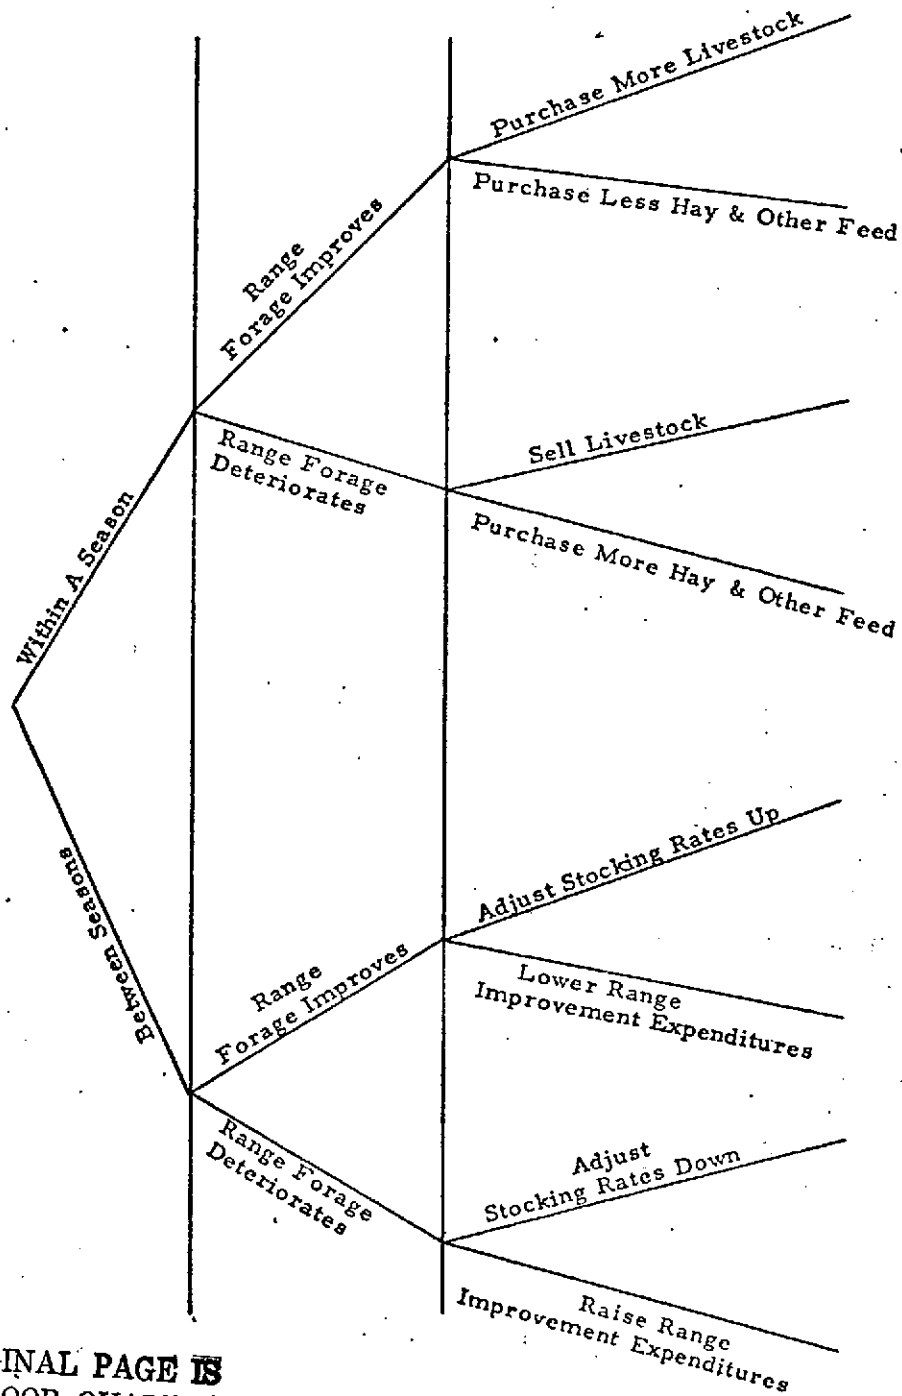 Purchase More Livestock
Purchase Less Hay & Other Feed
Range
Forage Improves
Range Forage
Deteriorates
Sell Livestock
Purchase More Hay & Other Feed
Within A Season
Between Seasons
Adjust Stocking Rates Up
Range
Forage Improves
Lower Range
Improvement Expenditures
Range Forage
Deteriorates
Adjust
Stocking Rates Down
Raise Range
Improvement Expenditures
PAGE IS